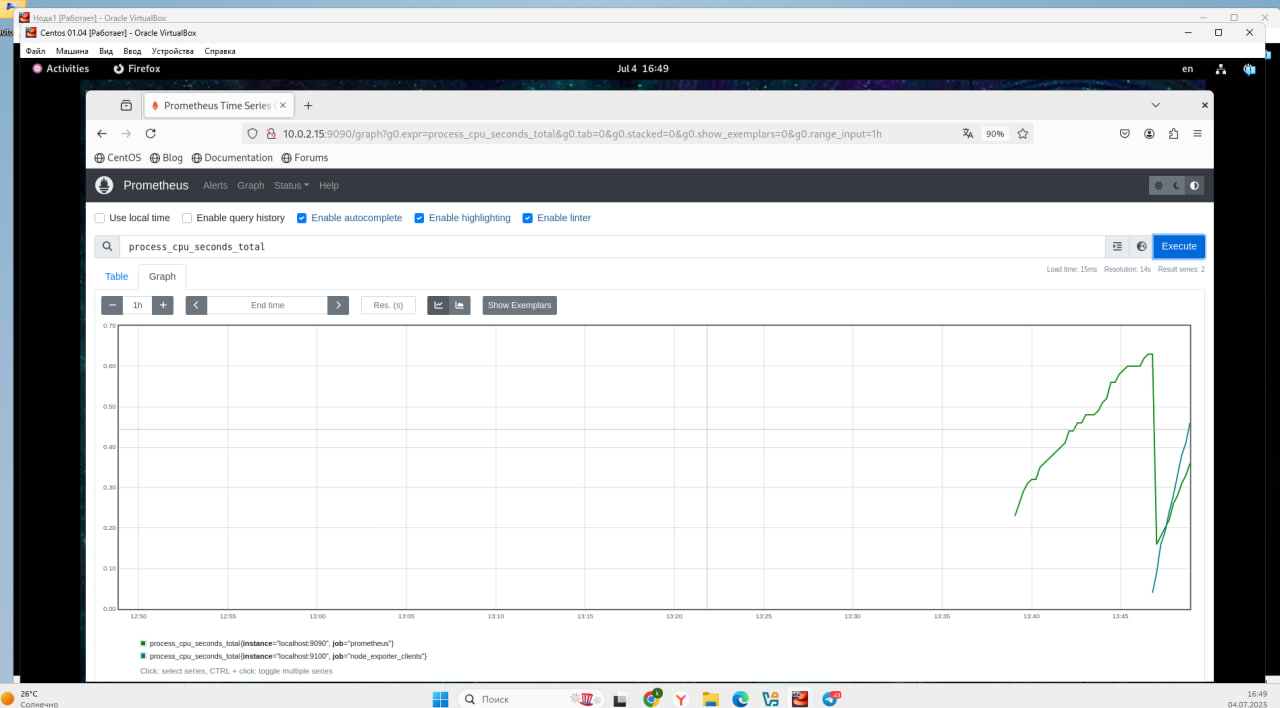 Нода1 [Работает] - Oracle VirtualBox
Centos 01.04 [Работает] - Oracle VirtualBox
Файл Машина Вид Ввод Устройства Справка
Activities Firefox Jul 4 16:49 en
Prometheus Time Series
10.0.2.15:9090/graph?g0.expr=process_cpu_seconds_total&g0.tab=0&g0.stacked=0&g0.show_exemplars=0&g0.range_input=1h 90%
CentOS Blog Documentation Forums
Prometheus Alerts Graph Status Help
Use local time Enable query history Enable autocomplete Enable highlighting Enable linter
process_cpu_seconds_total Execute
Table Graph Load time: 15ms Resolution: 14s Result series: 2
1h End time Res. (s) Show Exemplars
0.70
0.60
0.50
0.40
0.30
0.20
0.10
0.00
12:50 12:55 13:00 13:05 13:10 13:15 13:20 13:25 13:30 13:35 13:40 13:45
process_cpu_seconds_total{instance="localhost:9090", job="prometheus"}
process_cpu_seconds_total{instance="localhost:9100", job="node_exporter_clients"}
Click: select series, CTRL + click: toggle multiple series
26°C
Солнечно
Поиск
16:49
04.07.2025